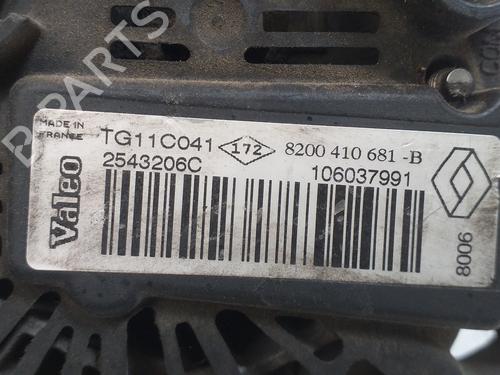 B-PARTS
MADE IN
FRANCE
Valeo
TG11C041
172
8200 410 681 -B
2543206C
106037991
8006